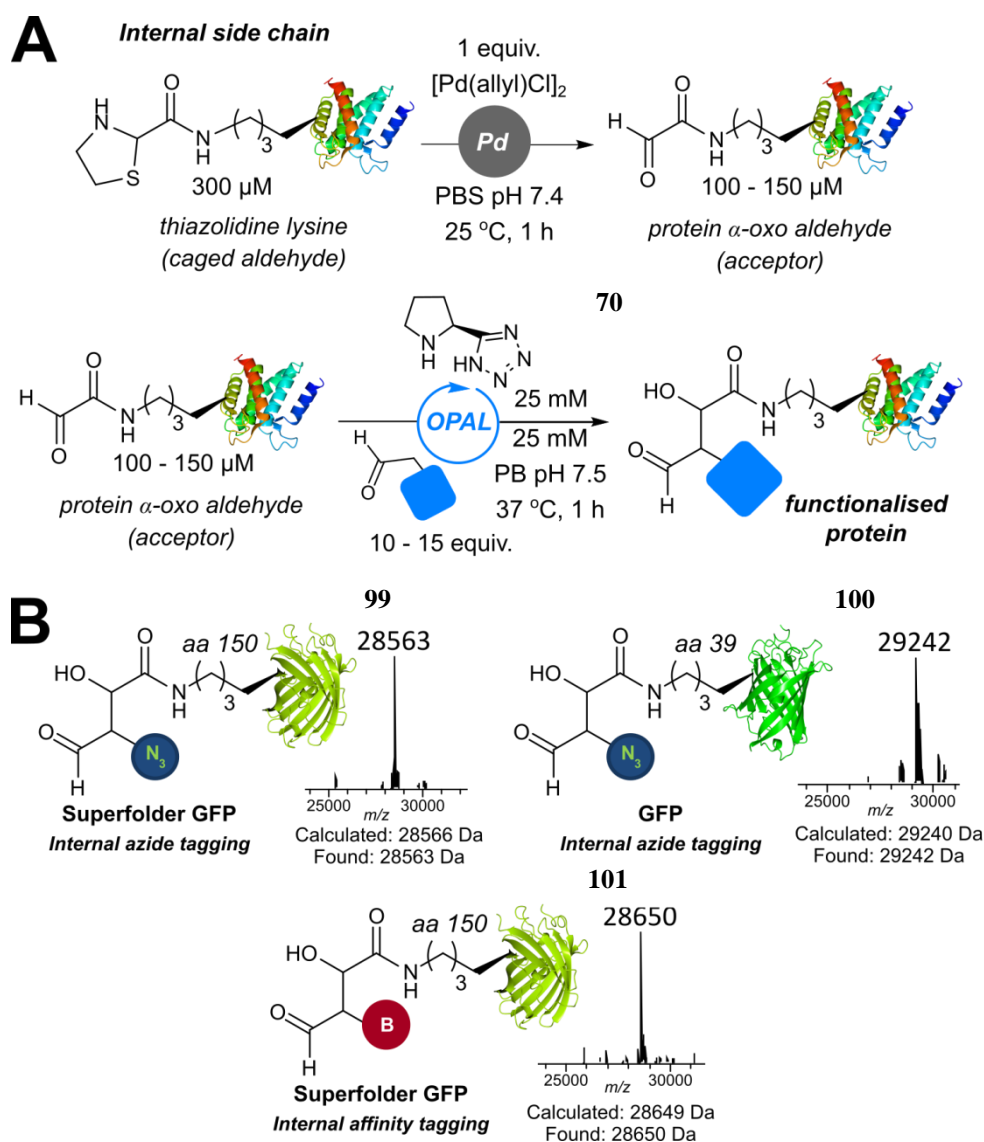 A
Internal side chain
1 equiv.
[Pd(allyl)Cl]2
O
HN
N
H
3
S
Pd
O
H
N
H
3
O
300 µM
PBS pH 7.4
100 - 150 µM
thiazolidine lysine
25 °C, 1 h
protein α-oxo aldehyde
(caged aldehyde)
(acceptor)
70
N
H
N
N
HN
N
O
H
N
H
3
O
OPAL
25 mM
25 mM
O
HO
N
H
3
O
H
100 - 150 µM
O
H
PB pH 7.5
protein α-oxo aldehyde
37 °C, 1 h
functionalised
(acceptor)
protein
10 - 15 equiv.
B
99
100
O
aa 150
28563
HO
N
H
3
O
H
N3
25000
30000
m/z
Superfolder GFP
Calculated: 28566 Da
Internal azide tagging
Found: 28563 Da
O
aa 39
29242
HO
N
H
3
O
H
N3
25000
30000
m/z
GFP
Calculated: 29240 Da
Internal azide tagging
Found: 29242 Da
101
O
aa 150
28650
HO
N
H
3
O
H
B
25000
30000
m/z
Superfolder GFP
Calculated: 28649 Da
Internal affinity tagging
Found: 28650 Da